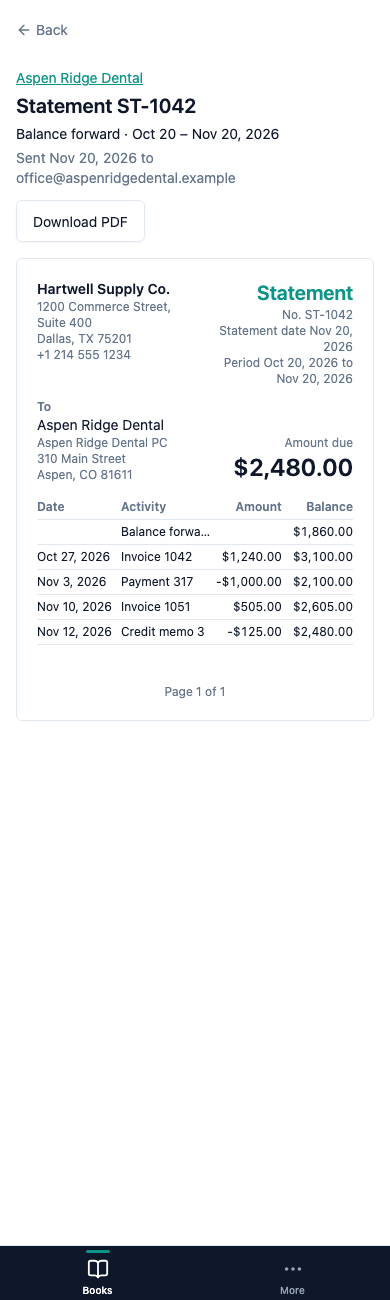 Back
Aspen Ridge Dental
Statement ST-1042
Balance forward · Oct 20 – Nov 20, 2026
Sent Nov 20, 2026 to
office@aspenridgedental.example
Download PDF
Hartwell Supply Co.
1200 Commerce Street,
Suite 400
Dallas, TX 75201
+1 214 555 1234
Statement
No. ST-1042
Statement date Nov 20,
2026
Period Oct 20, 2026 to
Nov 20, 2026
To
Aspen Ridge Dental
Aspen Ridge Dental PC
310 Main Street
Aspen, CO 81611
Amount due
$2,480.00
Date Activity Amount Balance
Balance forwa... $1,860.00
Oct 27, 2026 Invoice 1042 $1,240.00 $3,100.00
Nov 3, 2026 Payment 317 -$1,000.00 $2,100.00
Nov 10, 2026 Invoice 1051 $505.00 $2,605.00
Nov 12, 2026 Credit memo 3 -$125.00 $2,480.00
Page 1 of 1
Books
More